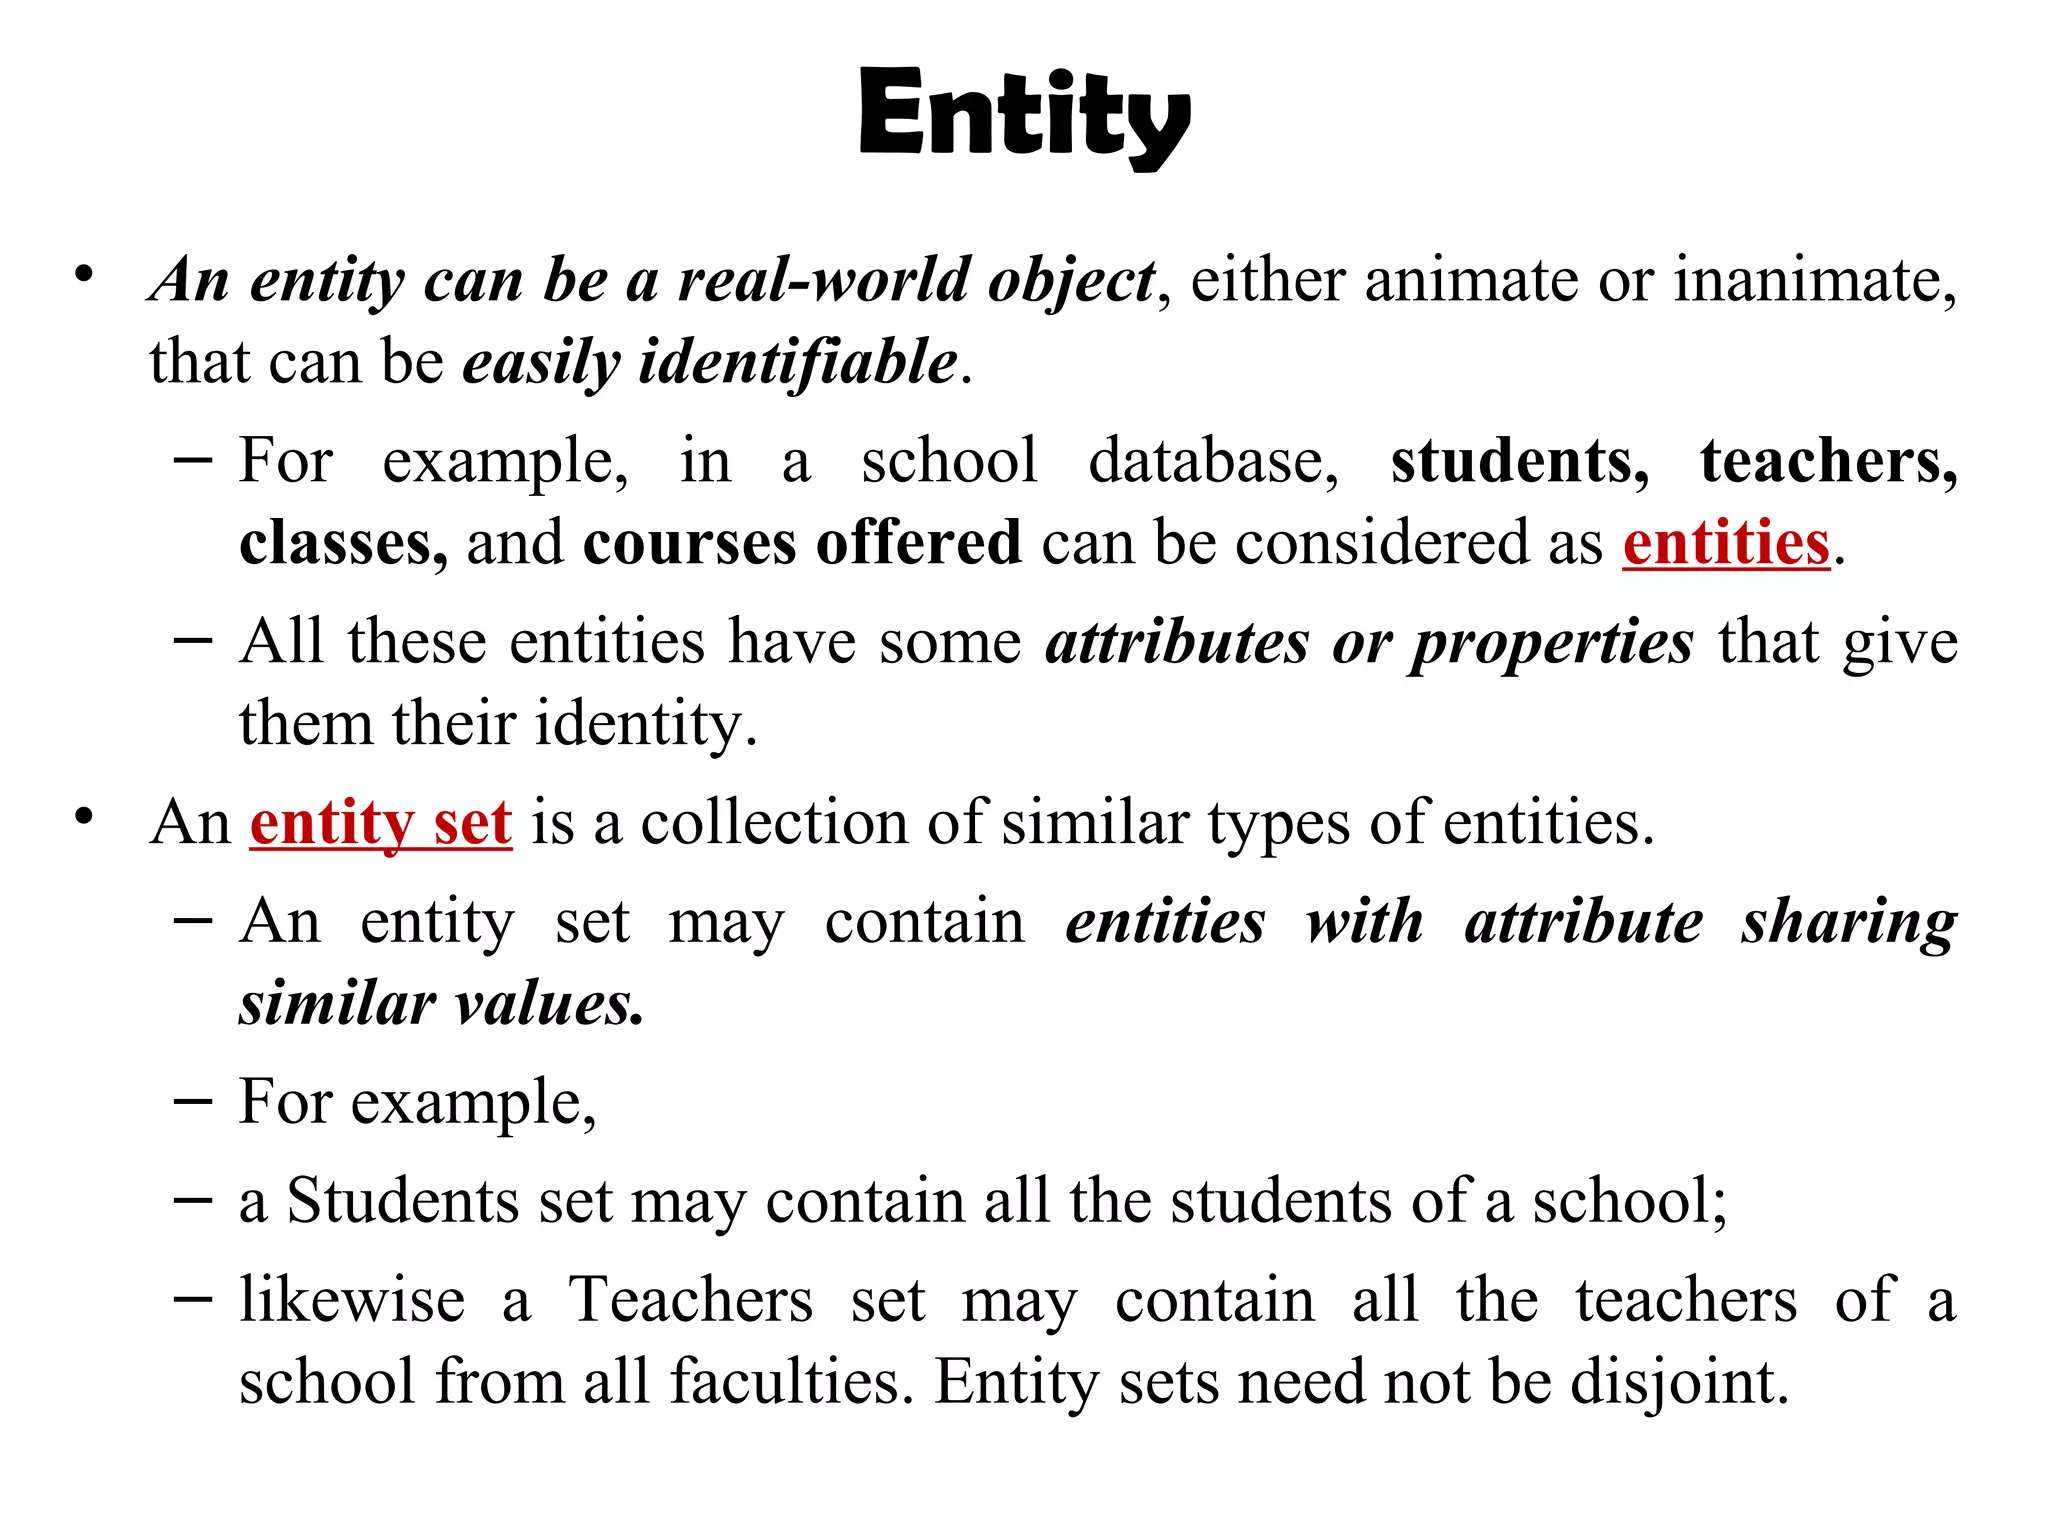 Entity
• An entity can be a real-world object, either animate or inanimate,
that can be easily identifiable.
– For example, in a school database, students, teachers,
classes, and courses offered can be considered as entities.
– All these entities have some attributes or properties that give
them their identity.
• An entity set is a collection of similar types of entities.
– An entity set may contain entities with attribute sharing
similar values.
– For example,
– a Students set may contain all the students of a school;
– likewise a Teachers set may contain all the teachers of a
school from all faculties. Entity sets need not be disjoint.